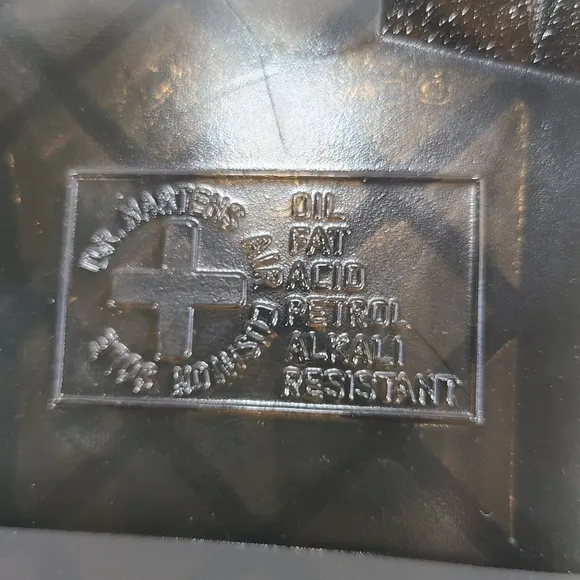 DR. MARTENS AIR CUSHION SOLE
OIL
FAT
ACID
PETROL
ALKALI
RESISTANT